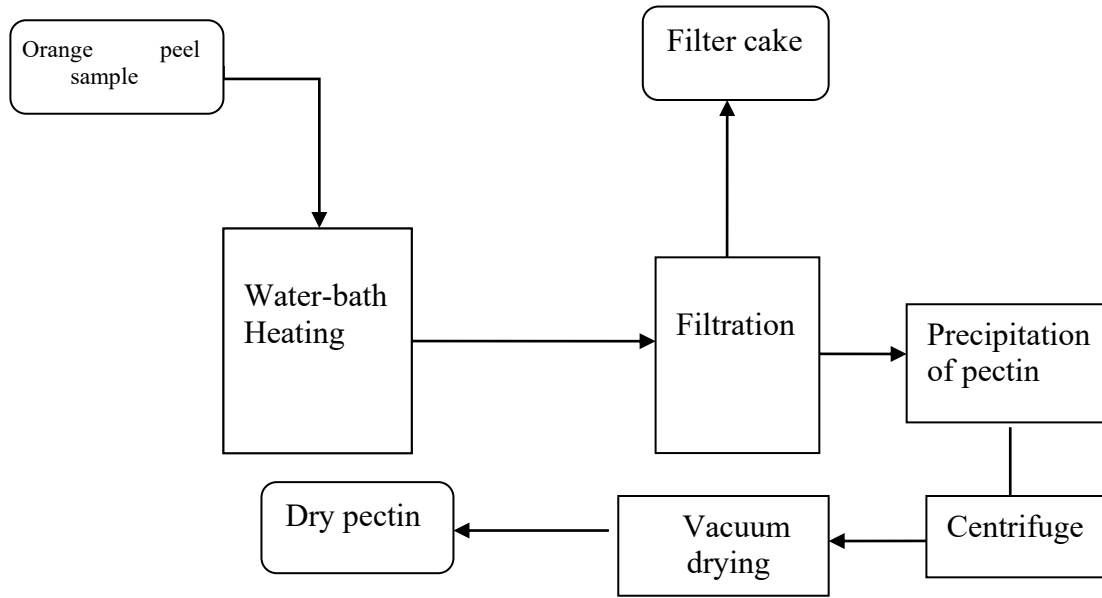 Orange peel
sample
Filter cake
Water-bath
Heating
Filtration
Precipitation
of pectin
Dry pectin
Vacuum
drying
Centrifuge